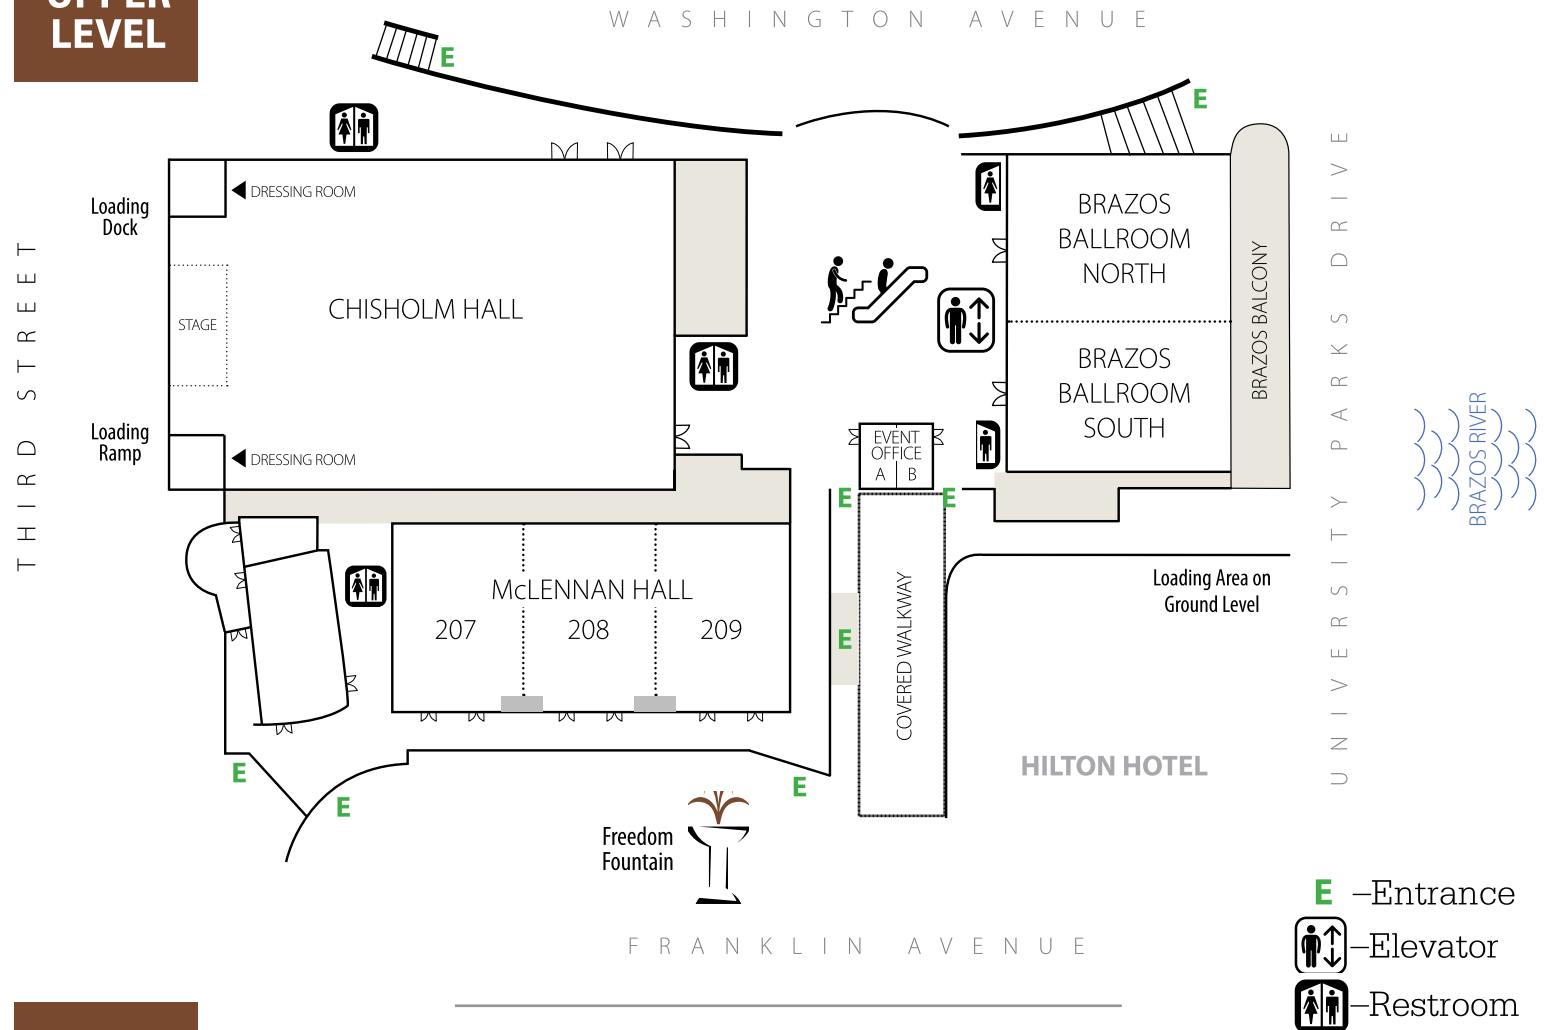 UPPER
LEVEL
WASHINGTON AVENUE
E
E
DRESSING ROOM
Loading
Dock
STAGE
CHISHOLM HALL
Loading
Ramp
DRESSING ROOM
THIRD STREET
BRAZOS
BALLROOM
NORTH
BRAZOS
BALLROOM
SOUTH
BRAZOS BALCONY
UNIVERSITY PARKS DRIVE
BRAZOS RIVER
EVENT
OFFICE
A B
E
E
McLENNAN HALL
207 208 209
E
COVERED WALKWAY
Loading Area on
Ground Level
HILTON HOTEL
E
E
E
Freedom
Fountain
FRANKLIN AVENUE
E –Entrance
–Elevator
–Restroom